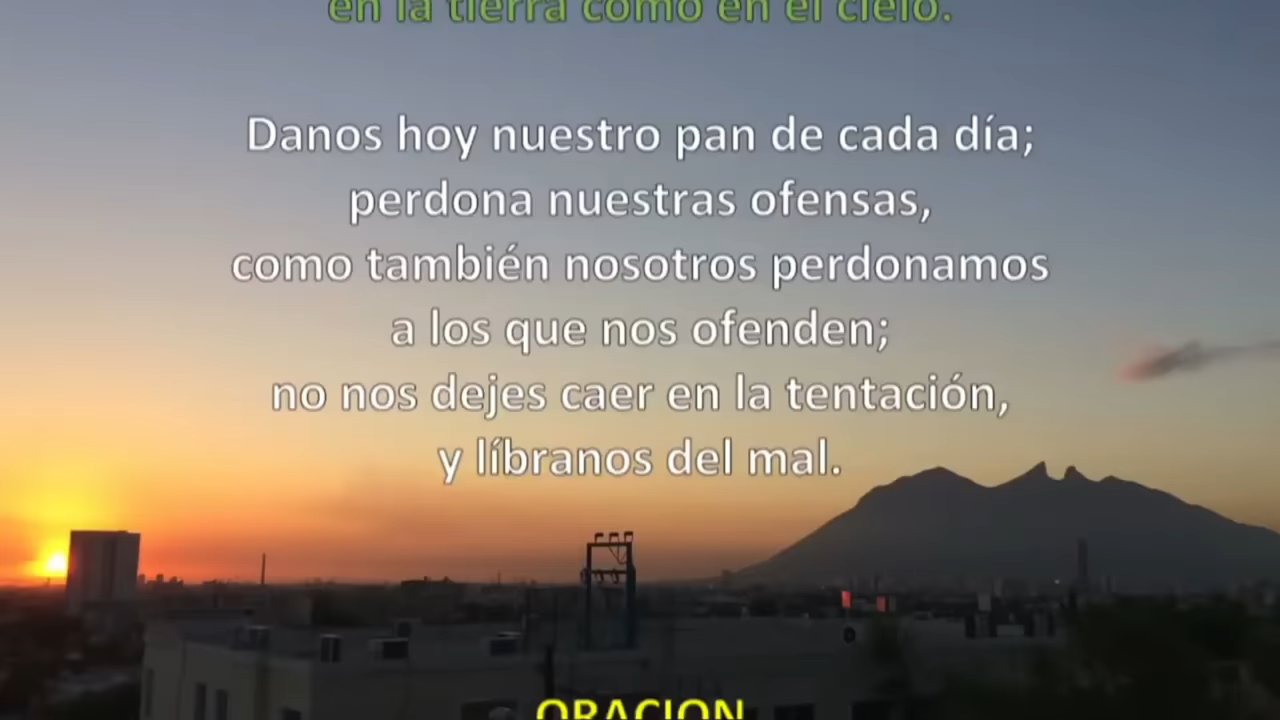 en la tierra como en el cielo.
Danos hoy nuestro pan de cada día;
perdona nuestras ofensas,
como también nosotros perdonamos
a los que nos ofenden;
no nos dejes caer en la tentación,
y líbranos del mal.
ORACION